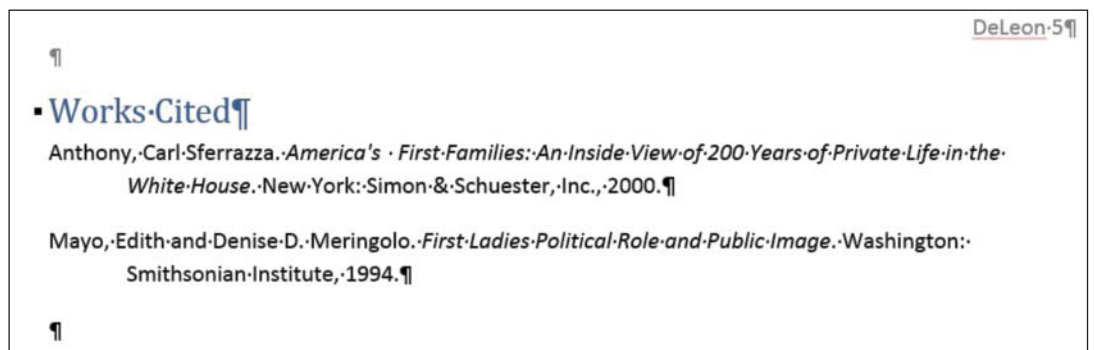 DeLeon·5¶
¶
Works·Cited¶
Anthony,·Carl·Sferrazza.·America's · First·Families:·An·Inside·View·of·200·Years·of·Private·Life·in·the·
White·House.·New·York:·Simon·&·Schuester,·Inc.,·2000.¶
Mayo,·Edith·and·Denise·D.·Meringolo.·First·Ladies·Political·Role·and·Public·Image.·Washington:·
Smithsonian·Institute,·1994.¶
¶